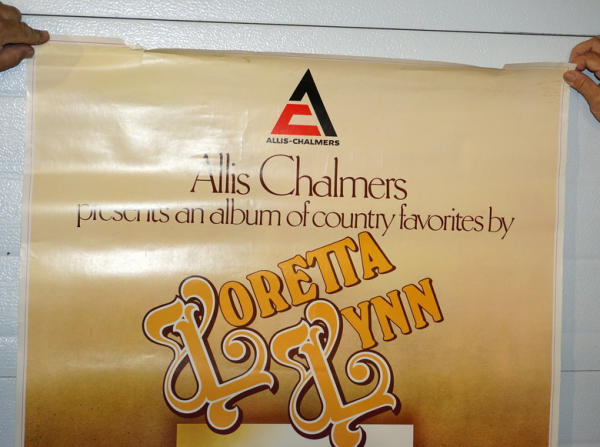 ALLIS-CHALMERS
Allis Chalmers
presents an album of country favorites by
LORETTA
LYNN